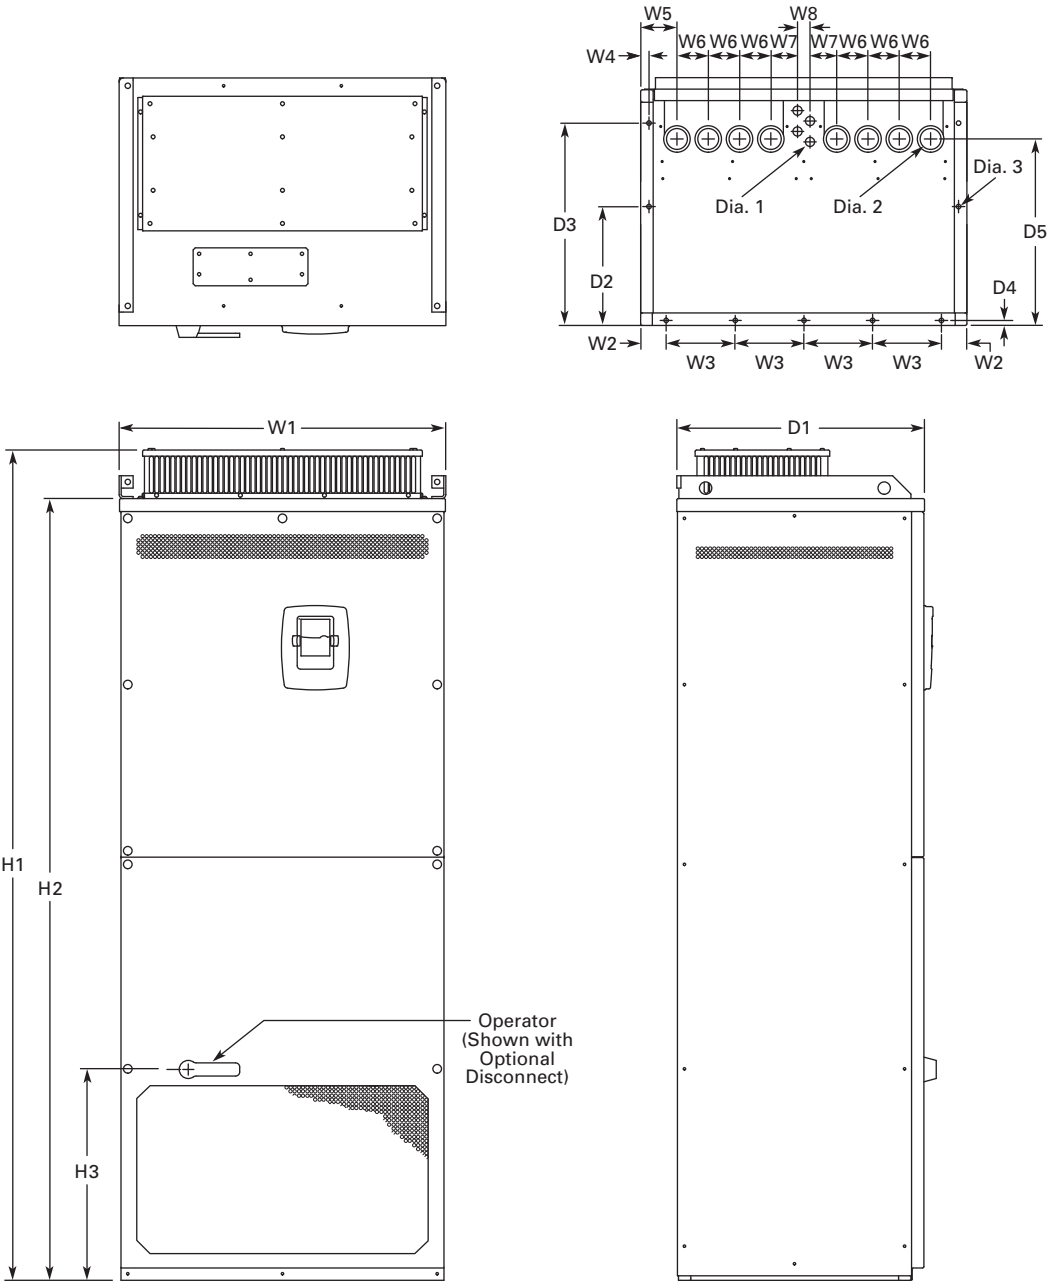 W5
W8
W6 W6 W6 W7 W7 W6 W6 W6
W4
Dia. 3
Dia. 1
Dia. 2
D3
D5
D2
D4
W2
W3 W3 W3 W3
W2
W1
D1
H1
H2
Operator
(Shown with
Optional
Disconnect)
H3